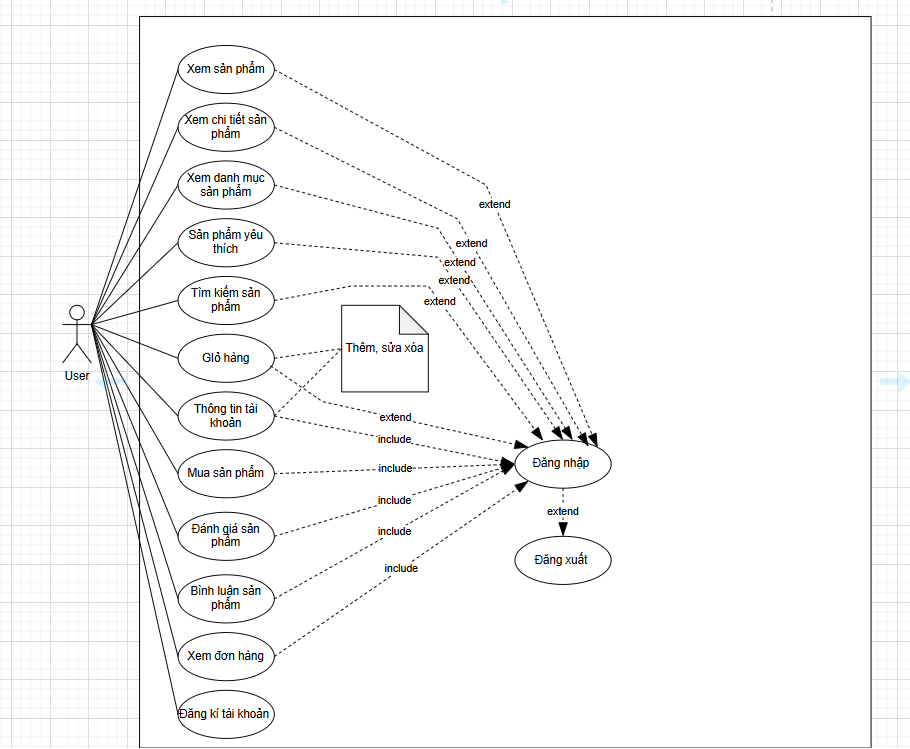 Xem sản phẩm
Xem chi tiết sản
phẩm
Xem danh mục
sản phẩm
Sản phẩm yêu
thích
Tìm kiếm sản
phẩm
Giỏ hàng
Thông tin tài
khoản
Mua sản phẩm
Đánh giá sản
phẩm
Bình luận sản
phẩm
Xem đơn hàng
Đăng kí tài khoản
User
Thêm, sửa xóa
extend
extend
extend
extend
extend
extend
include
include
include
include
include
Đăng nhập
extend
Đăng xuất